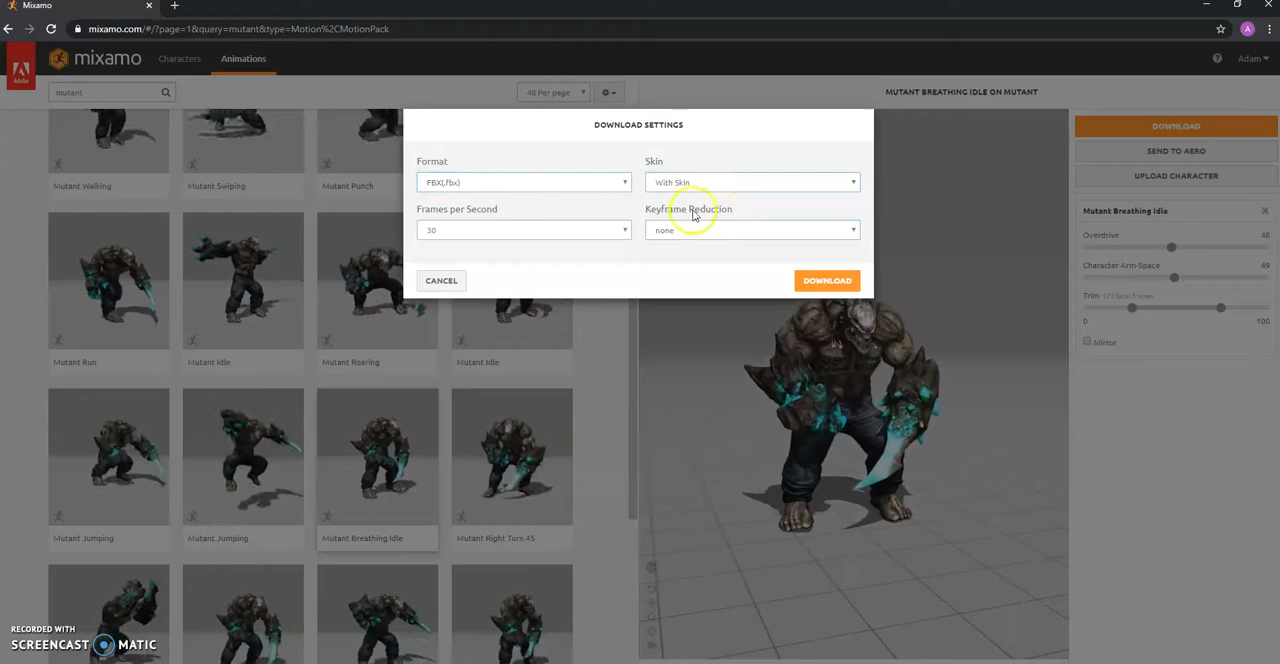 Mixamo
mixamo.com/#/?page=1&query=mutant&type=Motion%2CMotionPack
A
Adobe
mixamo
Characters
Animations
Adam
mutant
48 Per page
MUTANT BREATHING IDLE ON MUTANT
DOWNLOAD SETTINGS
Format
Skin
FBX(.fbx)
With Skin
Frames per Second
Keyframe Reduction
30
none
CANCEL
DOWNLOAD
DOWNLOAD
SEND TO AERO
UPLOAD CHARACTER
Mutant Breathing Idle
Overdrive
48
Character Arm-Space
49
Trim
total frames
0
100
Mirror
Mutant Walking
Mutant Swiping
Mutant Punch
Mutant Run
Mutant Idle
Mutant Roaring
Mutant Idle
Mutant Jumping
Mutant Jumping
Mutant Breathing Idle
Mutant Right Turn 45
RECORDED WITH
SCREENCAST MATIC